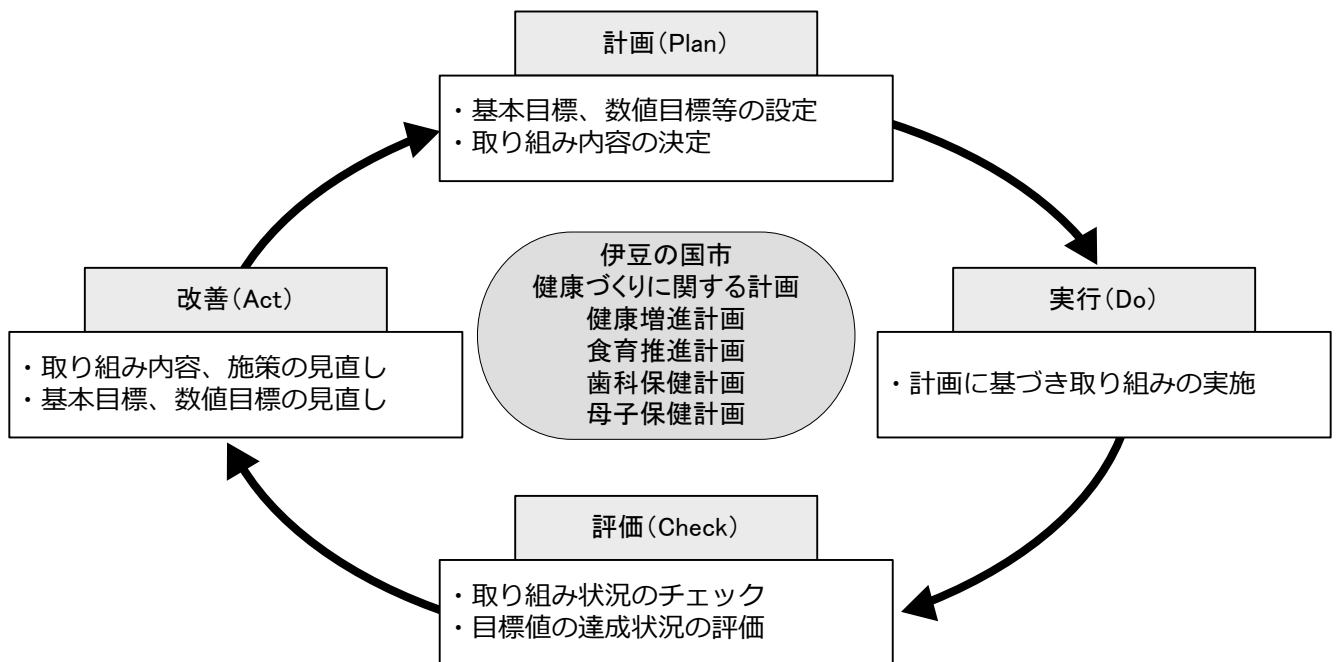 計画（Plan）
・基本目標、数値目標等の設定
・取り組み内容の決定
伊豆の国市
健康づくりに関する計画
健康増進計画
食育推進計画
歯科保健計画
母子保健計画
改善（Act）
・取り組み内容、施策の見直し
・基本目標、数値目標の見直し
実行（Do）
・計画に基づき取り組みの実施
評価（Check）
・取り組み状況のチェック
・目標値の達成状況の評価